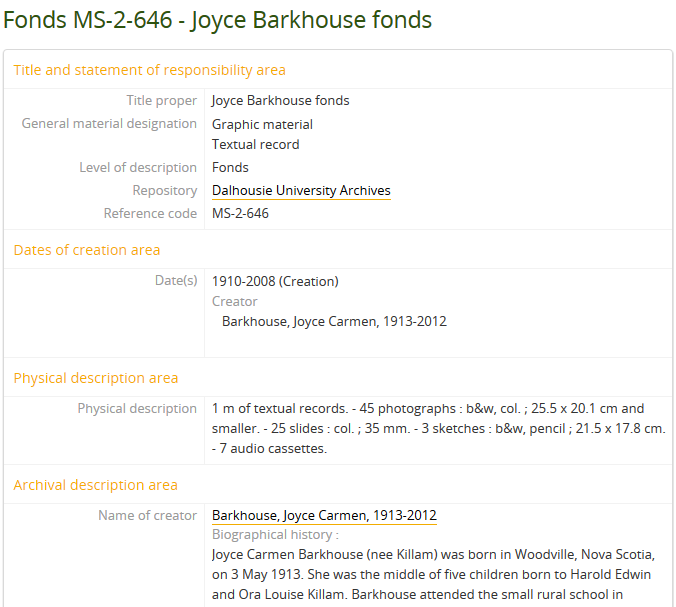 Fonds MS-2-646 - Joyce Barkhouse fonds
Title and statement of responsibility area
Title proper Joyce Barkhouse fonds
General material designation Graphic material
Textual record
Level of description Fonds
Repository Dalhousie University Archives
Reference code MS-2-646
Dates of creation area
Date(s) 1910-2008 (Creation)
Creator
Barkhouse, Joyce Carmen, 1913-2012
Physical description area
Physical description 1 m of textual records. - 45 photographs : b&w, col. ; 25.5 x 20.1 cm and
smaller. - 25 slides : col. ; 35 mm. - 3 sketches : b&w, pencil ; 21.5 x 17.8 cm.
- 7 audio cassettes.
Archival description area
Name of creator Barkhouse, Joyce Carmen, 1913-2012
Biographical history :
Joyce Carmen Barkhouse (nee Killam) was born in Woodville, Nova Scotia,
on 3 May 1913. She was the middle of five children born to Harold Edwin
and Ora Louise Killam. Barkhouse attended the small rural school in